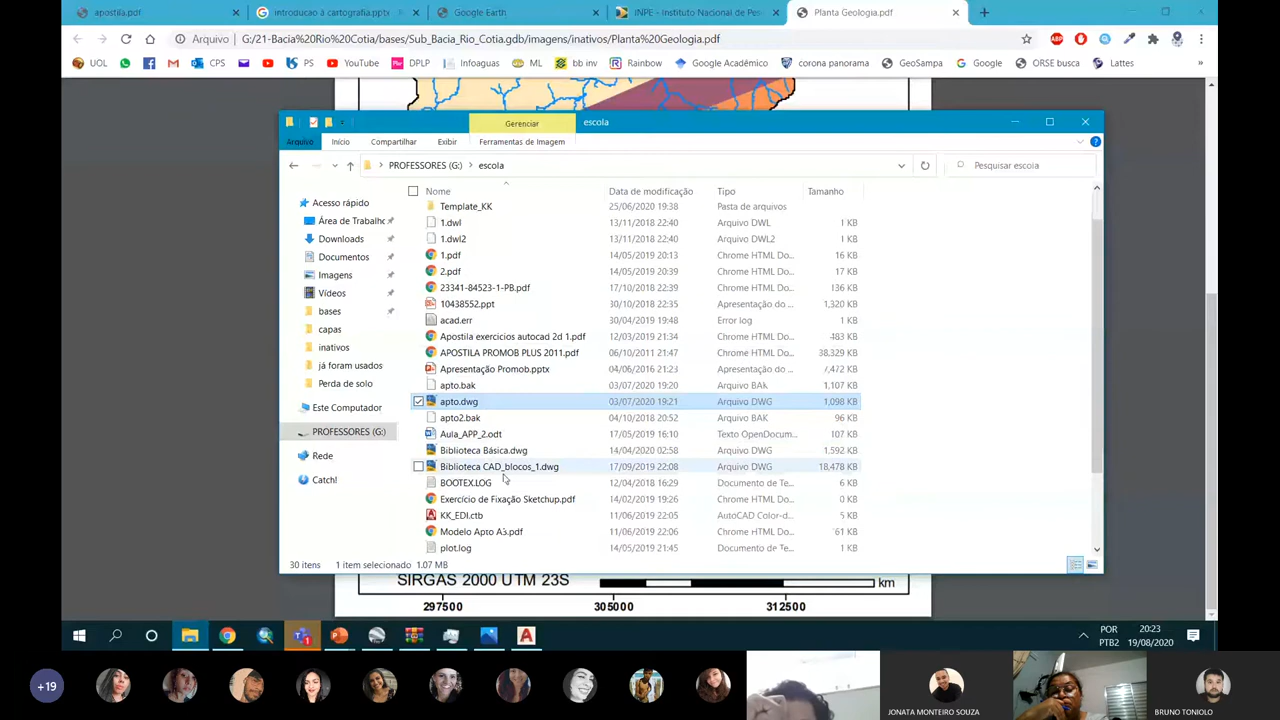 apostila.pdf
introducao à cartografia.pptx
Google Earth
INPE - Instituto Nacional de Pes
Planta Geologia.pdf
Arquivo
G:/21-Bacia%20Rio%20Cotia/bases/Sub_Bacia_Rio_Cotia.gdb/imagens/inativos/Planta%20Geologia.pdf
UOL
CPS
PS
YouTube
DPLP
Infoaguas
ML
bb inv
Rainbow
Google Acadêmico
corona panorama
GeoSampa
Google
ORSE busca
Lattes
Gerenciar
escola
Arquivo
Início
Compartilhar
Exibir
Ferramentas de Imagem
PROFESSORES (G:)
escola
Pesquisar escola
Nome
Data de modificação
Tipo
Tamanho
Acesso rápido
Área de Trabalho
Downloads
Documentos
Imagens
Vídeos
bases
capas
inativos
já foram usados
Perda de solo
Este Computador
PROFESSORES (G:)
Rede
Catch!
Template_KK 25/06/2020 19:38 Pasta de arquivos
1.dwl 13/11/2018 22:40 Arquivo DWL 1 KB
1.dwl2 13/11/2018 22:40 Arquivo DWL2 1 KB
1.pdf 14/05/2019 20:13 Chrome HTML Do... 16 KB
2.pdf 14/05/2019 20:39 Chrome HTML Do... 17 KB
23341-84523-1-PB.pdf 17/10/2018 22:39 Chrome HTML Do... 136 KB
10438552.ppt 30/10/2018 22:35 Apresentação do ... 1,320 KB
acad.err 30/04/2019 19:48 Error log 1 KB
Apostila exercicios autocad 2d 1.pdf 12/03/2019 21:34 Chrome HTML Do... 483 KB
APOSTILA PROMOB PLUS 2011.pdf 06/10/2011 21:47 Chrome HTML Do... 38,329 KB
Apresentação Promob.pptx 04/06/2016 21:23 Apresentação do ... 7,472 KB
apto.bak 03/07/2020 19:20 Arquivo BAK 1,107 KB
apto.dwg 03/07/2020 19:21 Arquivo DWG 1,098 KB
apto2.bak 04/10/2018 20:52 Arquivo BAK 96 KB
Aula_APP_2.odt 17/05/2019 16:10 Texto OpenDocum... 107 KB
Biblioteca Básica.dwg 14/04/2020 02:58 Arquivo DWG 1,592 KB
Biblioteca CAD_blocos_1.dwg 17/09/2019 22:08 Arquivo DWG 18,478 KB
BOOTEX.LOG 12/04/2018 16:29 Documento de Te... 6 KB
Exercício de Fixação Sketchup.pdf 14/02/2019 19:26 Chrome HTML Do... 243 KB
KK_EDI.ctb 11/06/2019 22:05 AutoCAD Color-d... 5 KB
Modelo Apto A3.pdf 11/06/2019 22:06 Chrome HTML Do... 761 KB
plot.log 14/05/2019 21:45 Documento de Te... 1 KB
30 itens 1 item selecionado 1.07 MB
SIRGAS 2000 UTM 23S
km
297500 305000 312500
POR
PTB2
20:23
19/08/2020
+19
JONATA MONTEIRO SOUZA
BRUNO TONIOLO